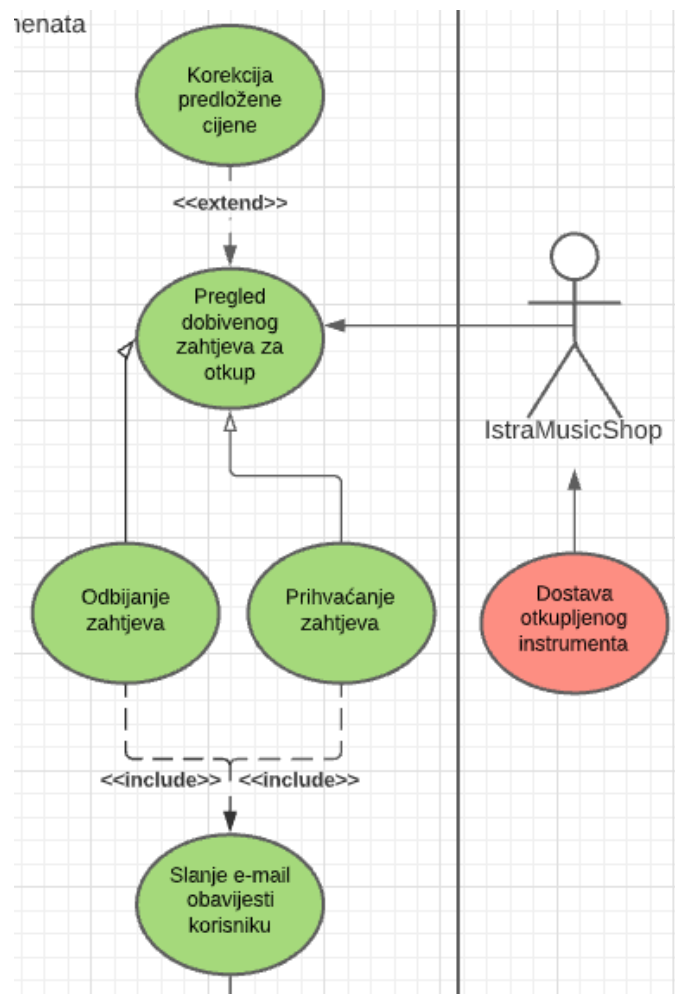 Korekcija
predložene
cijene
<<extend>>
Pregled
dobivenog
zahtjeva za
otkup
IstraMusicShop
Odbijanje
zahtjeva
Prihvaćanje
zahtjeva
Dostava
otkupljenog
instrumenta
<<include>> <<include>>
Slanje e-mail
obavijesti
korisniku